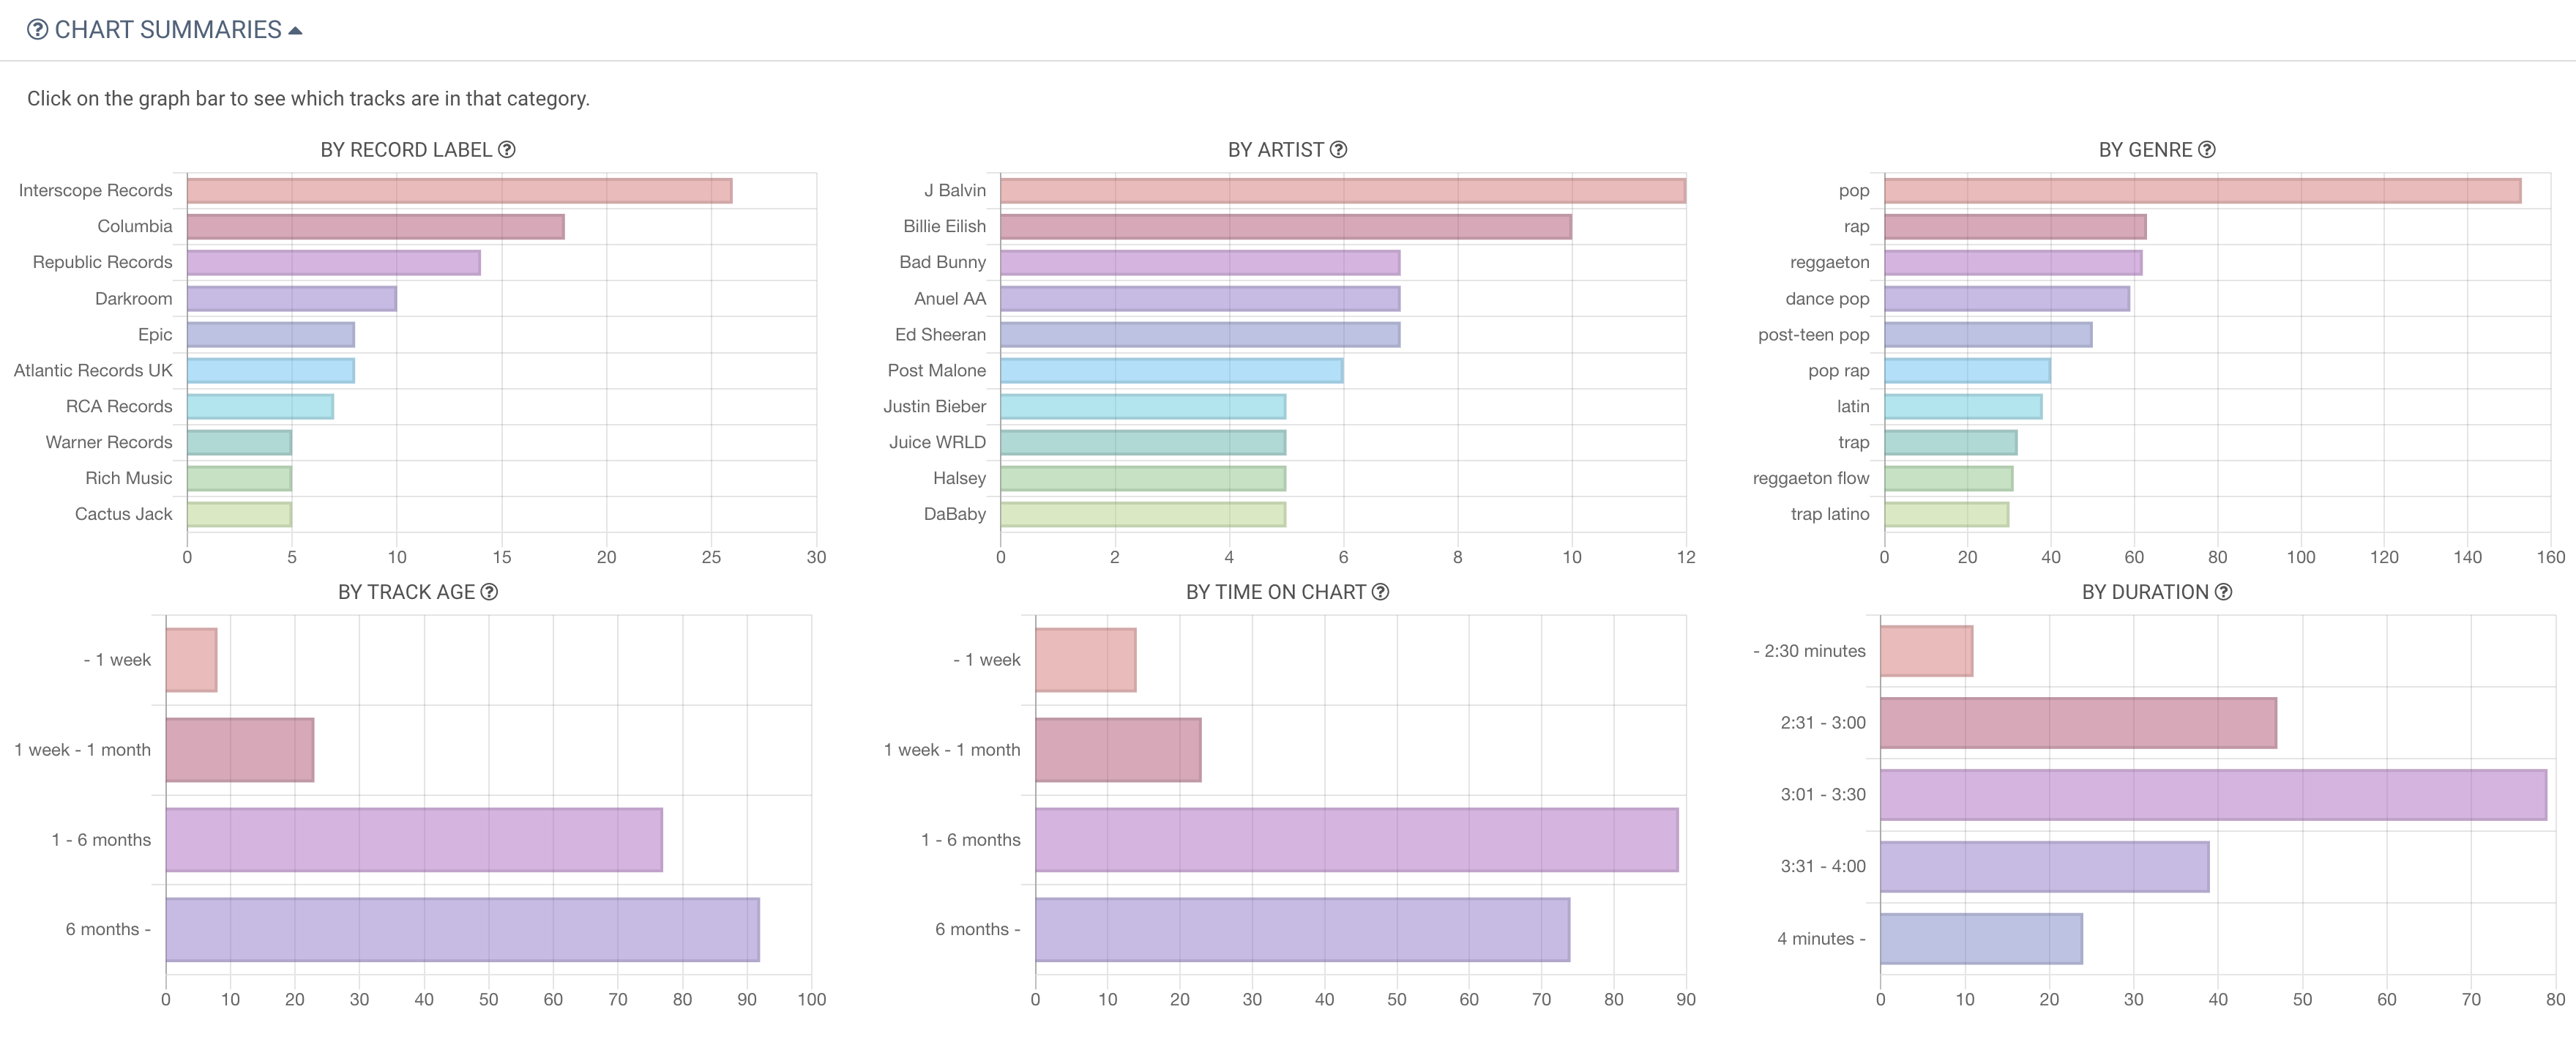 CHART SUMMARIES
Click on the graph bar to see which tracks are in that category.
BY RECORD LABEL
Interscope Records
Columbia
Republic Records
Darkroom
Epic
Atlantic Records UK
RCA Records
Warner Records
Rich Music
Cactus Jack
0 5 10 15 20 25 30
BY ARTIST
J Balvin
Billie Eilish
Bad Bunny
Anuel AA
Ed Sheeran
Post Malone
Justin Bieber
Juice WRLD
Halsey
DaBaby
0 2 4 6 8 10 12
BY GENRE
pop
rap
reggaeton
dance pop
post-teen pop
pop rap
latin
trap
reggaeton flow
trap latino
0 20 40 60 80 100 120 140 160
BY TRACK AGE
- 1 week
1 week - 1 month
1 - 6 months
6 months -
0 10 20 30 40 50 60 70 80 90 100
BY TIME ON CHART
- 1 week
1 week - 1 month
1 - 6 months
6 months -
0 10 20 30 40 50 60 70 80 90
BY DURATION
- 2:30 minutes
2:31 - 3:00
3:01 - 3:30
3:31 - 4:00
4 minutes -
0 10 20 30 40 50 60 70 80